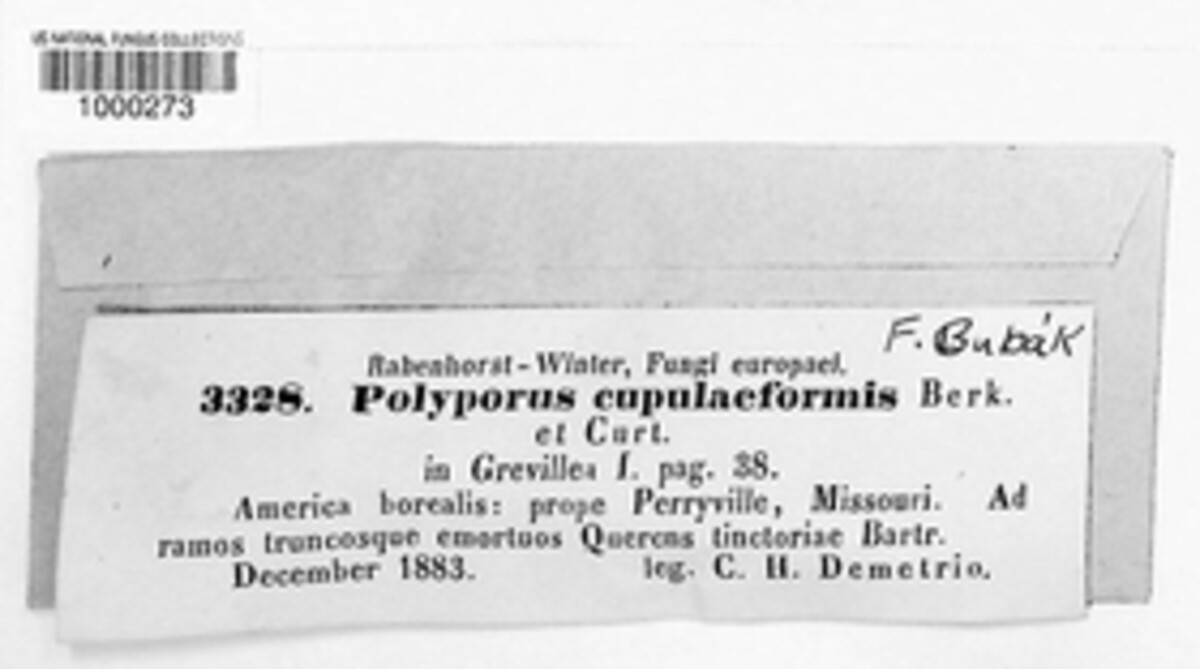 US NATIONAL FUNGUS COLLECTIONS
1000273
F. Bubák
Rabenhorst-Winter, Fungi europaei.
3328. Polyporus cupulaeformis Berk.
et Curt.
in Grevillea I. pag. 38.
America borealis: prope Perryville, Missouri. Ad
ramos truncosque emortuos Quercus tinctoriae Bartr.
December 1883. leg. C. H. Demetrio.